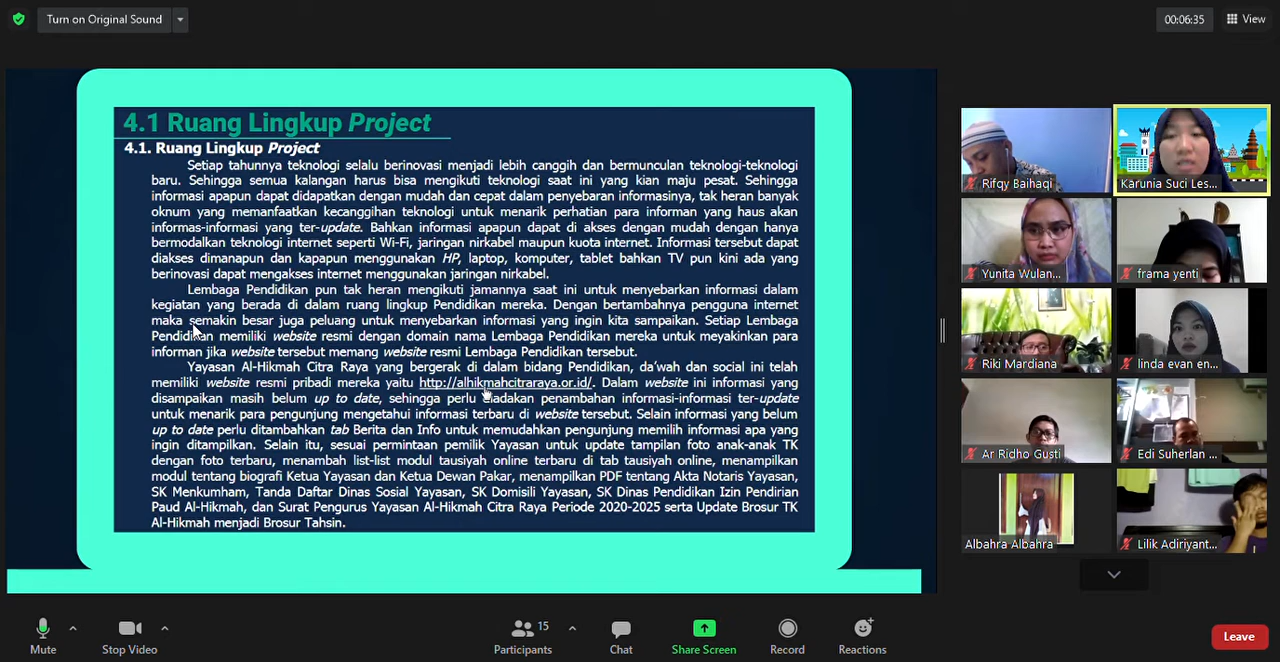 Turn on Original Sound
00:06:35
View
4.1 Ruang Lingkup Project
4.1. Ruang Lingkup Project
Setiap tahunnya teknologi selalu berinovasi menjadi lebih canggih dan bermunculan teknologi-teknologi
baru. Sehingga semua kalangan harus bisa mengikuti teknologi saat ini yang kian maju pesat. Sehingga
informasi apapun dapat didapatkan dengan mudah dan cepat dalam penyebaran informasinya, tak heran banyak
oknum yang memanfaatkan kecanggihan teknologi untuk menarik perhatian para informan yang haus akan
informas-informasi yang ter-update. Bahkan informasi apapun dapat di akses dengan mudah dengan hanya
bermodalkan teknologi internet seperti Wi-Fi, jaringan nirkabel maupun kuota internet. Informasi tersebut dapat
diakses dimanapun dan kapapun menggunakan HP, laptop, komputer, tablet bahkan TV pun kini ada yang
berinovasi dapat mengakses internet menggunakan jaringan nirkabel.
Lembaga Pendidikan pun tak heran mengikuti jamannya saat ini untuk menyebarkan informasi dalam
kegiatan yang berada di dalam ruang lingkup Pendidikan mereka. Dengan bertambahnya pengguna internet
maka semakin besar juga peluang untuk menyebarkan informasi yang ingin kita sampaikan. Setiap Lembaga
Pendidikan memiliki website resmi dengan domain nama Lembaga Pendidikan mereka untuk meyakinkan para
informan jika website tersebut memang website resmi Lembaga Pendidikan tersebut.
Yayasan Al-Hikmah Citra Raya yang bergerak di dalam bidang Pendidikan, da'wah dan social ini telah
memiliki website resmi pribadi mereka yaitu http://alhikmahcitraraya.or.id/. Dalam website ini informasi yang
disampaikan masih belum up to date, sehingga perlu diadakan penambahan informasi-informasi ter-update
untuk menarik para pengunjung mengetahui informasi terbaru di website tersebut. Selain informasi yang belum
up to date perlu ditambahkan tab Berita dan Info untuk memudahkan pengunjung memilih informasi apa yang
ingin ditampilkan. Selain itu, sesuai permintaan pemilik Yayasan untuk update tampilan foto anak-anak TK
dengan foto terbaru, menambah list-list modul tausiyah online terbaru di tab tausiyah online, menampilkan
modul tentang biografi Ketua Yayasan dan Ketua Dewan Pakar, menampilkan PDF tentang Akta Notaris Yayasan,
SK Menkumham, Tanda Daftar Dinas Sosial Yayasan, SK Domisili Yayasan, SK Dinas Pendidikan Izin Pendirian
Paud Al-Hikmah, dan Surat Pengurus Yayasan Al-Hikmah Citra Raya Periode 2020-2025 serta Update Brosur TK
Al-Hikmah menjadi Brosur Tahsin.
Rifqy Baihaqi
Karunia Suci Les...
Yunita Wulan...
frama yenti
Riki Mardiana
linda evan en...
Ar Ridho Gusti
Edi Suherlan ...
Albahra Albahra
Lilik Adiriyant...
Mute
Stop Video
15
Participants
Chat
Share Screen
Record
Reactions
Leave